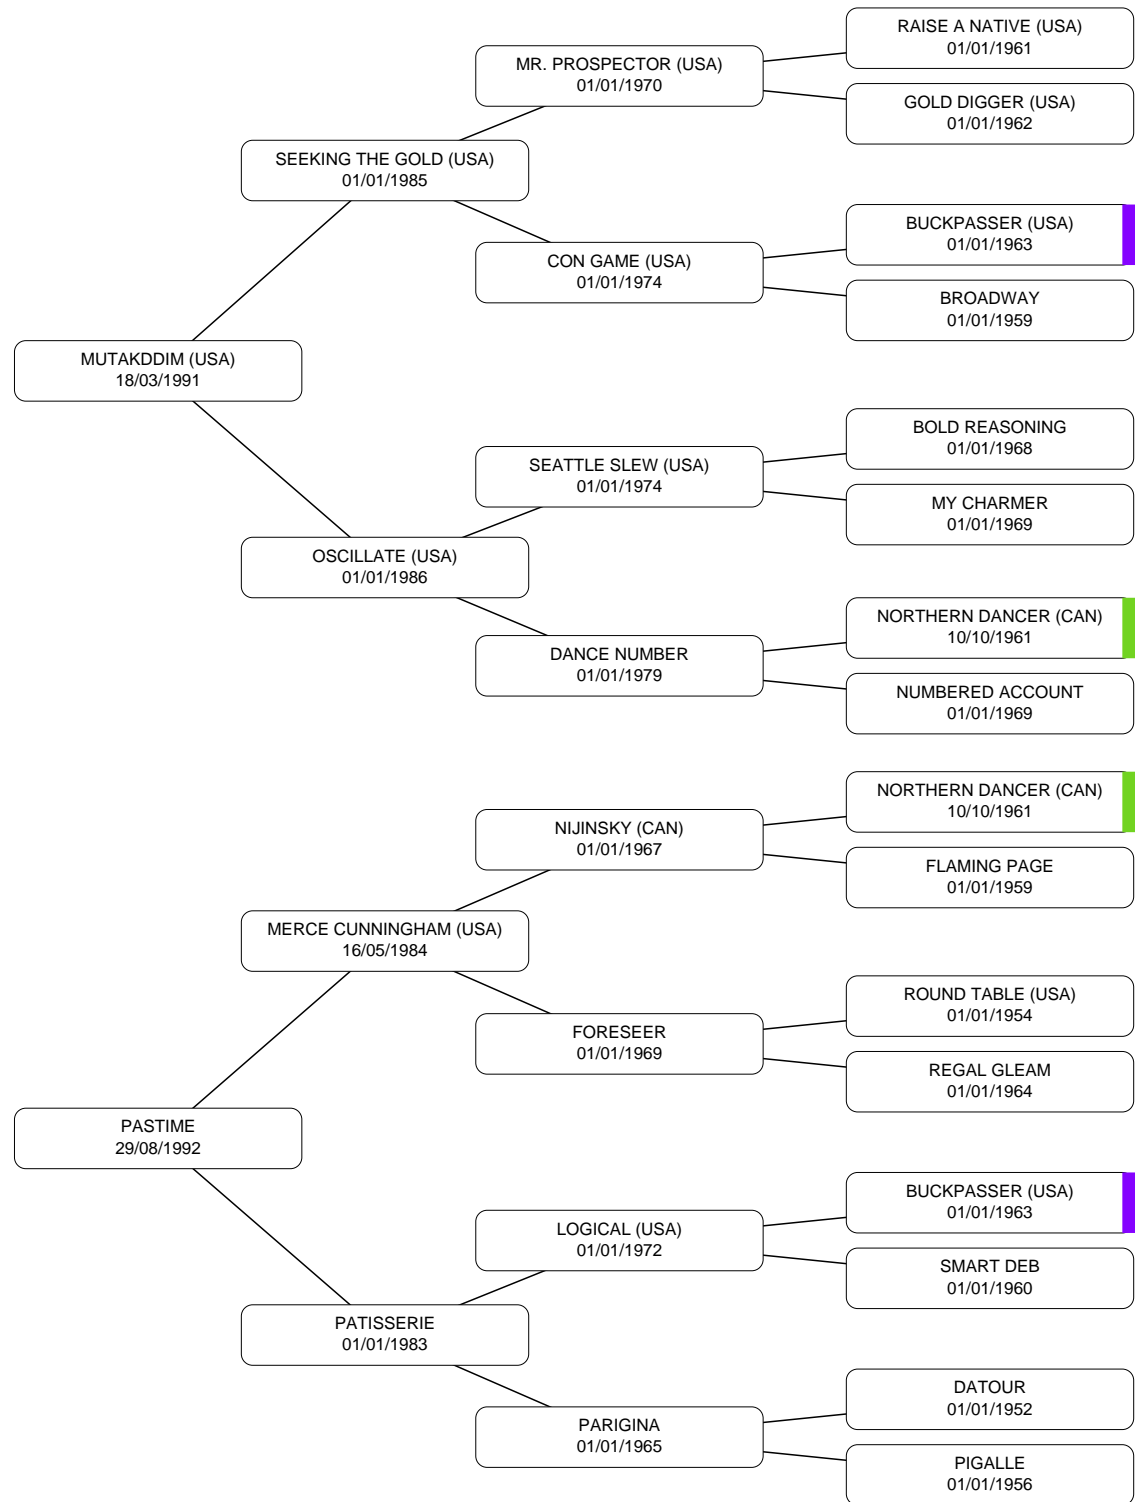 RAISE A NATIVE (USA)
01/01/1961
MR. PROSPECTOR (USA)
01/01/1970
GOLD DIGGER (USA)
01/01/1962
SEEKING THE GOLD (USA)
01/01/1985
BUCKPASSER (USA)
01/01/1963
CON GAME (USA)
01/01/1974
BROADWAY
01/01/1959
MUTAKDDIM (USA)
18/03/1991
BOLD REASONING
01/01/1968
SEATTLE SLEW (USA)
01/01/1974
MY CHARMER
01/01/1969
OSCILLATE (USA)
01/01/1986
NORTHERN DANCER (CAN)
10/10/1961
DANCE NUMBER
01/01/1979
NUMBERED ACCOUNT
01/01/1969
NORTHERN DANCER (CAN)
10/10/1961
NIJINSKY (CAN)
01/01/1967
FLAMING PAGE
01/01/1959
MERCE CUNNINGHAM (USA)
16/05/1984
ROUND TABLE (USA)
01/01/1954
FORESEER
01/01/1969
REGAL GLEAM
01/01/1964
PASTIME
29/08/1992
BUCKPASSER (USA)
01/01/1963
LOGICAL (USA)
01/01/1972
SMART DEB
01/01/1960
PATISSERIE
01/01/1983
DATOUR
01/01/1952
PARIGINA
01/01/1965
PIGALLE
01/01/1956